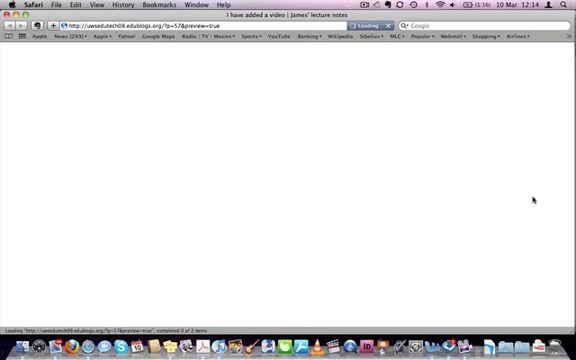 Safari File Edit View History Bookmarks Window Help (1:16) 10 Mar 12:14
I have added a video | James' lecture notes
http://uwsedutech09.edublogs.org/?p=57&preview=true Loading Google
Apple News (243) Apple Yahoo! Google Maps Radio TV Movies Sports YouTube Banking Wikipedia Sibelius MLC Popular Webmail Shopping Airlines
Loading "http://uwsedutech09.edublogs.org/?p=57&preview=true", completed 0 of 2 items